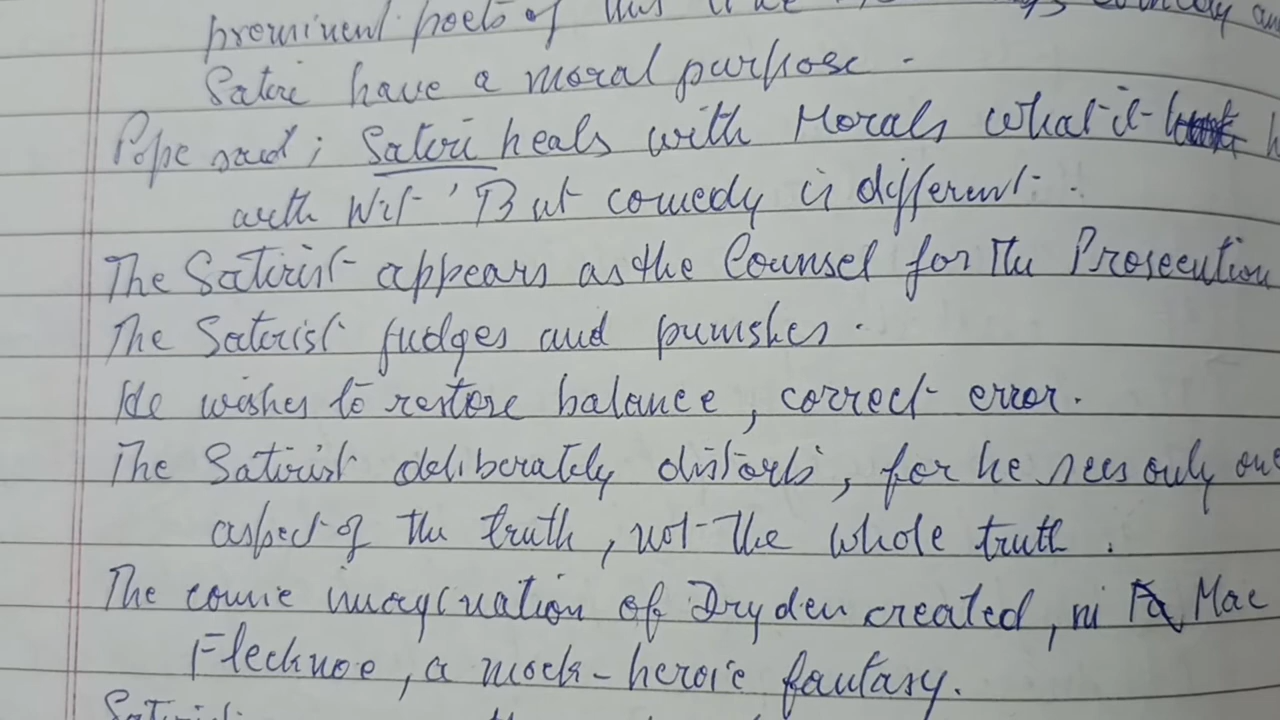 prominent poets of this
Satire have a moral purpose.
Pope said; Satire heals with Morals what it
with Wit' But comedy is different.
The Satirist appears as the Counsel for the Prosecution
The Satirist judges and punishes.
He wishes to restore balance, correct error.
The Satirist deliberately distorts, for he sees only one
aspect of the truth, not the whole truth.
The comic imagination of Dryden created, in Mac
Flecknoe, a mock-heroic fantasy.
Satirist